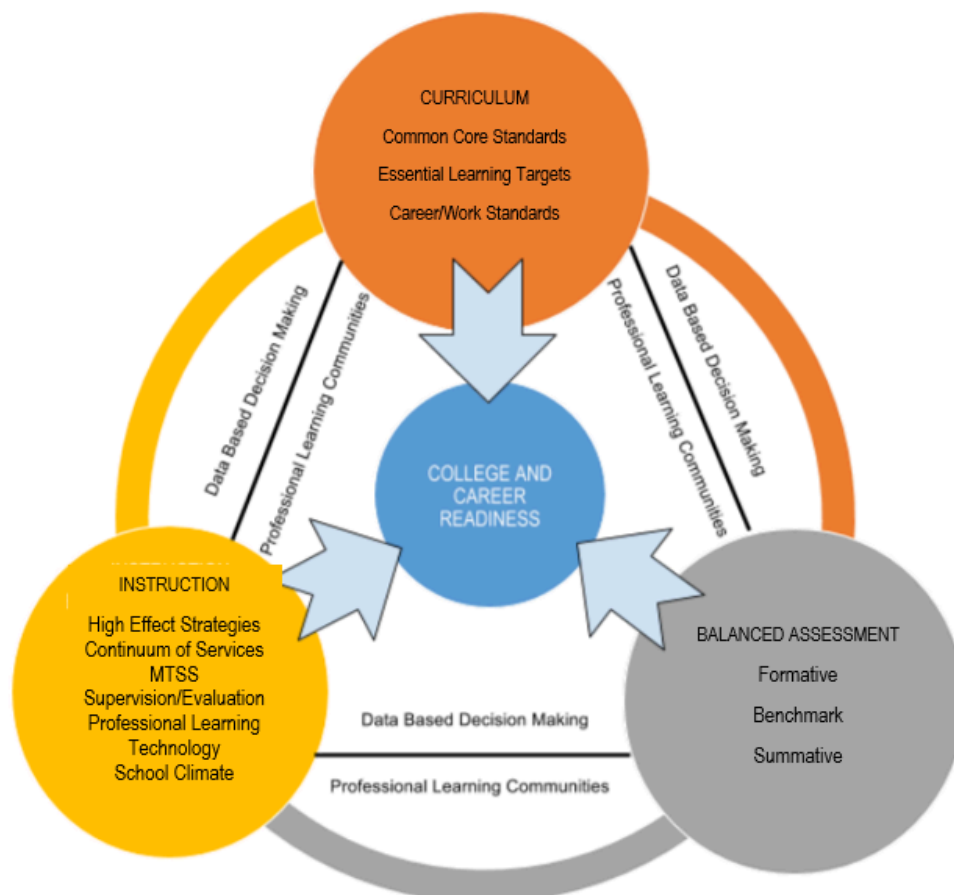 CURRICULUM
Common Core Standards
Essential Learning Targets
Career/Work Standards
Data Based Decision Making
Professional Learning Communities
Data Based Decision Making
Professional Learning Communities
COLLEGE AND
CAREER
READINESS
INSTRUCTION
High Effect Strategies
Continuum of Services
MTSS
Supervision/Evaluation
Professional Learning
Technology
School Climate
BALANCED ASSESSMENT
Formative
Benchmark
Summative
Data Based Decision Making
Professional Learning Communities